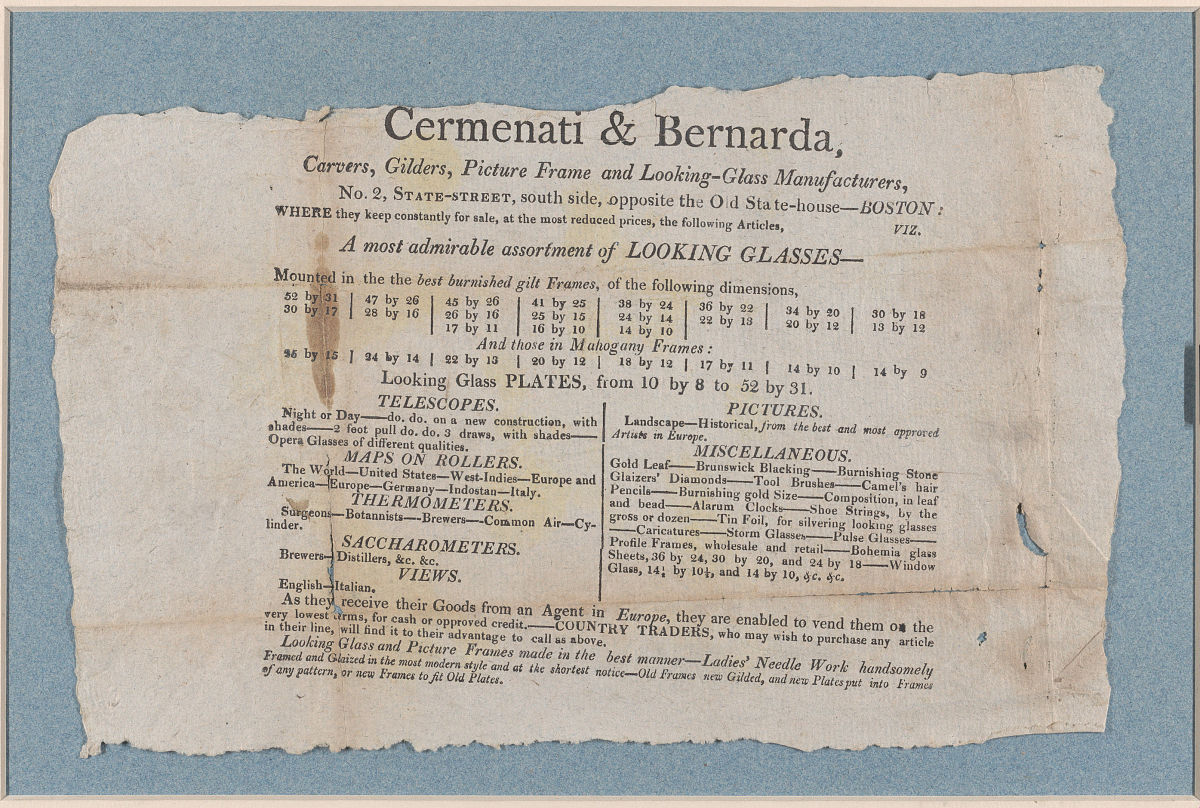 Cermenati & Bernarda,
Carvers, Gilders, Picture Frame and Looking-Glass Manufacturers,
No. 2, STATE-STREET, south side, opposite the Old State-house—BOSTON:
WHERE they keep constantly for sale, at the most reduced prices, the following Articles, VIZ.
A most admirable assortment of LOOKING GLASSES—
Mounted in the the best burnished gilt Frames, of the following dimensions,
52 by 31 | 47 by 26 | 45 by 26 | 41 by 25 | 38 by 24 | 36 by 22 | 34 by 20 | 30 by 18
30 by 17 | 28 by 16 | 26 by 16 | 25 by 15 | 24 by 14 | 22 by 13 | 20 by 12 | 13 by 12
17 by 11 | 16 by 10 | 14 by 10
And those in Mahogany Frames:
25 by 15 | 24 by 14 | 22 by 13 | 20 by 12 | 18 by 12 | 17 by 11 | 14 by 10 | 14 by 9
Looking Glass PLATES, from 10 by 8 to 52 by 31.
TELESCOPES.
Night or Day—do. do. on a new construction, with
shades—2 foot pull do. do. 3 draws, with shades—
Opera Glasses of different qualities.
MAPS ON ROLLERS.
The World—United States—West-Indies—Europe and
America—Europe—Germany—Indostan—Italy.
THERMOMETERS.
Surgeons—Botannists—Brewers—Common Air—Cy-
linder.
SACCHAROMETERS.
Brewers—Distillers, &c. &c.
VIEWS.
English—Italian.
PICTURES.
Landscape—Historical, from the best and most approved
Artists in Europe.
MISCELLANEOUS.
Gold Leaf—Brunswick Blacking—Burnishing Stone
Glaizers' Diamonds—Tool Brushes—Camel's hair
Pencils—Burnishing gold Size—Composition, in leaf
and bead—Alarum Clocks—Shoe Strings, by the
gross or dozen—Tin Foil, for silvering looking glasses
—Caricatures—Storm Glasses—Pulse Glasses—
Profile Frames, wholesale and retail—Bohemia glass
Sheets, 36 by 24, 30 by 20, and 24 by 18—Window
Glass, 14½ by 10½, and 14 by 10, &c. &c.
As they receive their Goods from an Agent in Europe, they are enabled to vend them on the
very lowest terms, for cash or opproved credit.—COUNTRY TRADERS, who may wish to purchase any article
in their line, will find it to their advantage to call as above.
Looking Glass and Picture Frames made in the best manner—Ladies' Needle Work handsomely
Framed and Glaized in the most modern style and at the shortest notice—Old Frames new Gilded, and new Plates put into Frames
of any pattern, or new Frames to fit Old Plates.